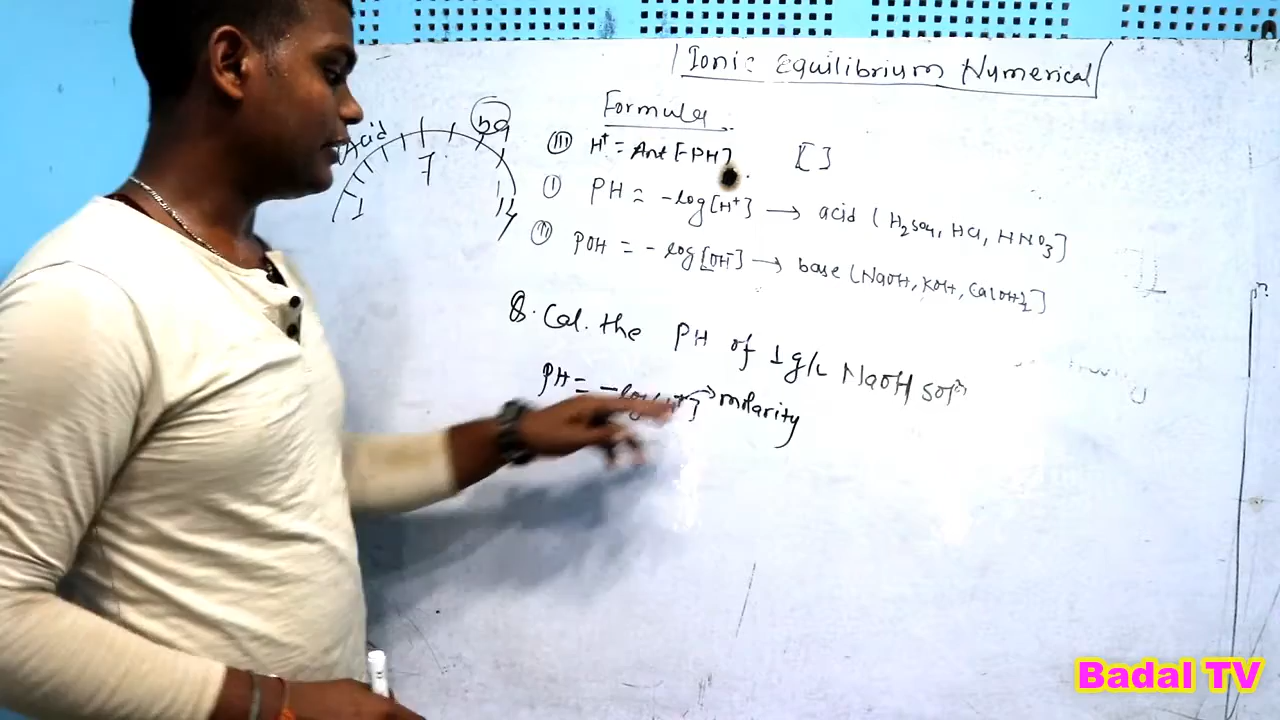 Ionic Equilibrium Numerical
Formula
(III) H⁺ = Ant [-PH] [ ]
(I) PH = -log[H⁺] → acid (H₂SO₄, HCl, HNO₃]
(II) POH = -log[OH⁻] → base (NaOH, KOH, Ca(OH)₂]
Acid
7
ba
1
14
Q. Cal. the PH of 1 g/L NaOH solⁿ
PH = -log[H⁺] → molarity
Badal TV